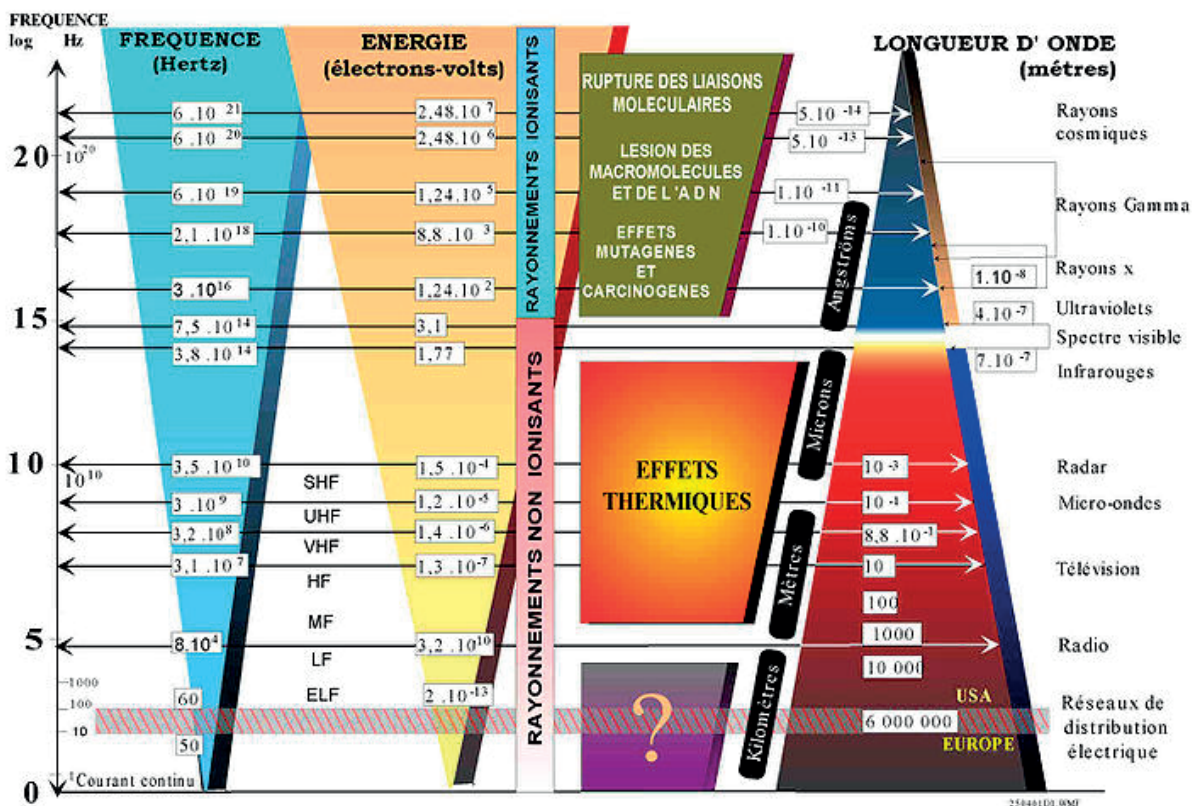 FREQUENCE
log Hz
FRÉQUENCE
(Hertz)
ENERGIE
(électrons-volts)
LONGUEUR D' ONDE
(métres)
20
10 20
15
10
10 10
5
1000
100
10
1
0
Courant continu
6 .10 21
6 .10 20
6.10 19
2,1 .10 18
3 .10 16
7,5 .10 14
3,8 .10 14
3,5 .10 10
3 .10 9
3,2 .10 8
3,1 .10 7
8.10 4
60
50
SHF
UHF
VHF
HF
MF
LF
ELF
2,48.10 7
2,48.10 6
1,24.10 5
8,8 .10 3
1,24.10 2
3,1
1,77
1,5 .10 -4
1,2 .10 -5
1,4 .10 -6
1,3 .10 -7
3,2 .10 10
2 .10 -13
RAYONNEMENTS IONISANTS
RAYONNEMENTS NON IONISANTS
RUPTURE DES LIAISONS
MOLECULAIRES
LESION DES
MACROMOLECULES
ET DE L'A D N
EFFETS
MUTAGENES
ET
CARCINOGENES
EFFETS
THERMIQUES
?
5.10 -14
5.10 -13
1.10 -11
1.10 -10
Angströms
Microns
Mètres
Kilomètres
1.10 -8
4.10 -7
7.10 -7
10 -3
10 -1
8,8 .10 -1
10
100
1000
10 000
USA
6 000 000
EUROPE
Rayons
cosmiques
Rayons Gamma
Rayons x
Ultraviolets
Spectre visible
Infrarouges
Radar
Micro-ondes
Télévision
Radio
Réseaux de
distribution
électrique